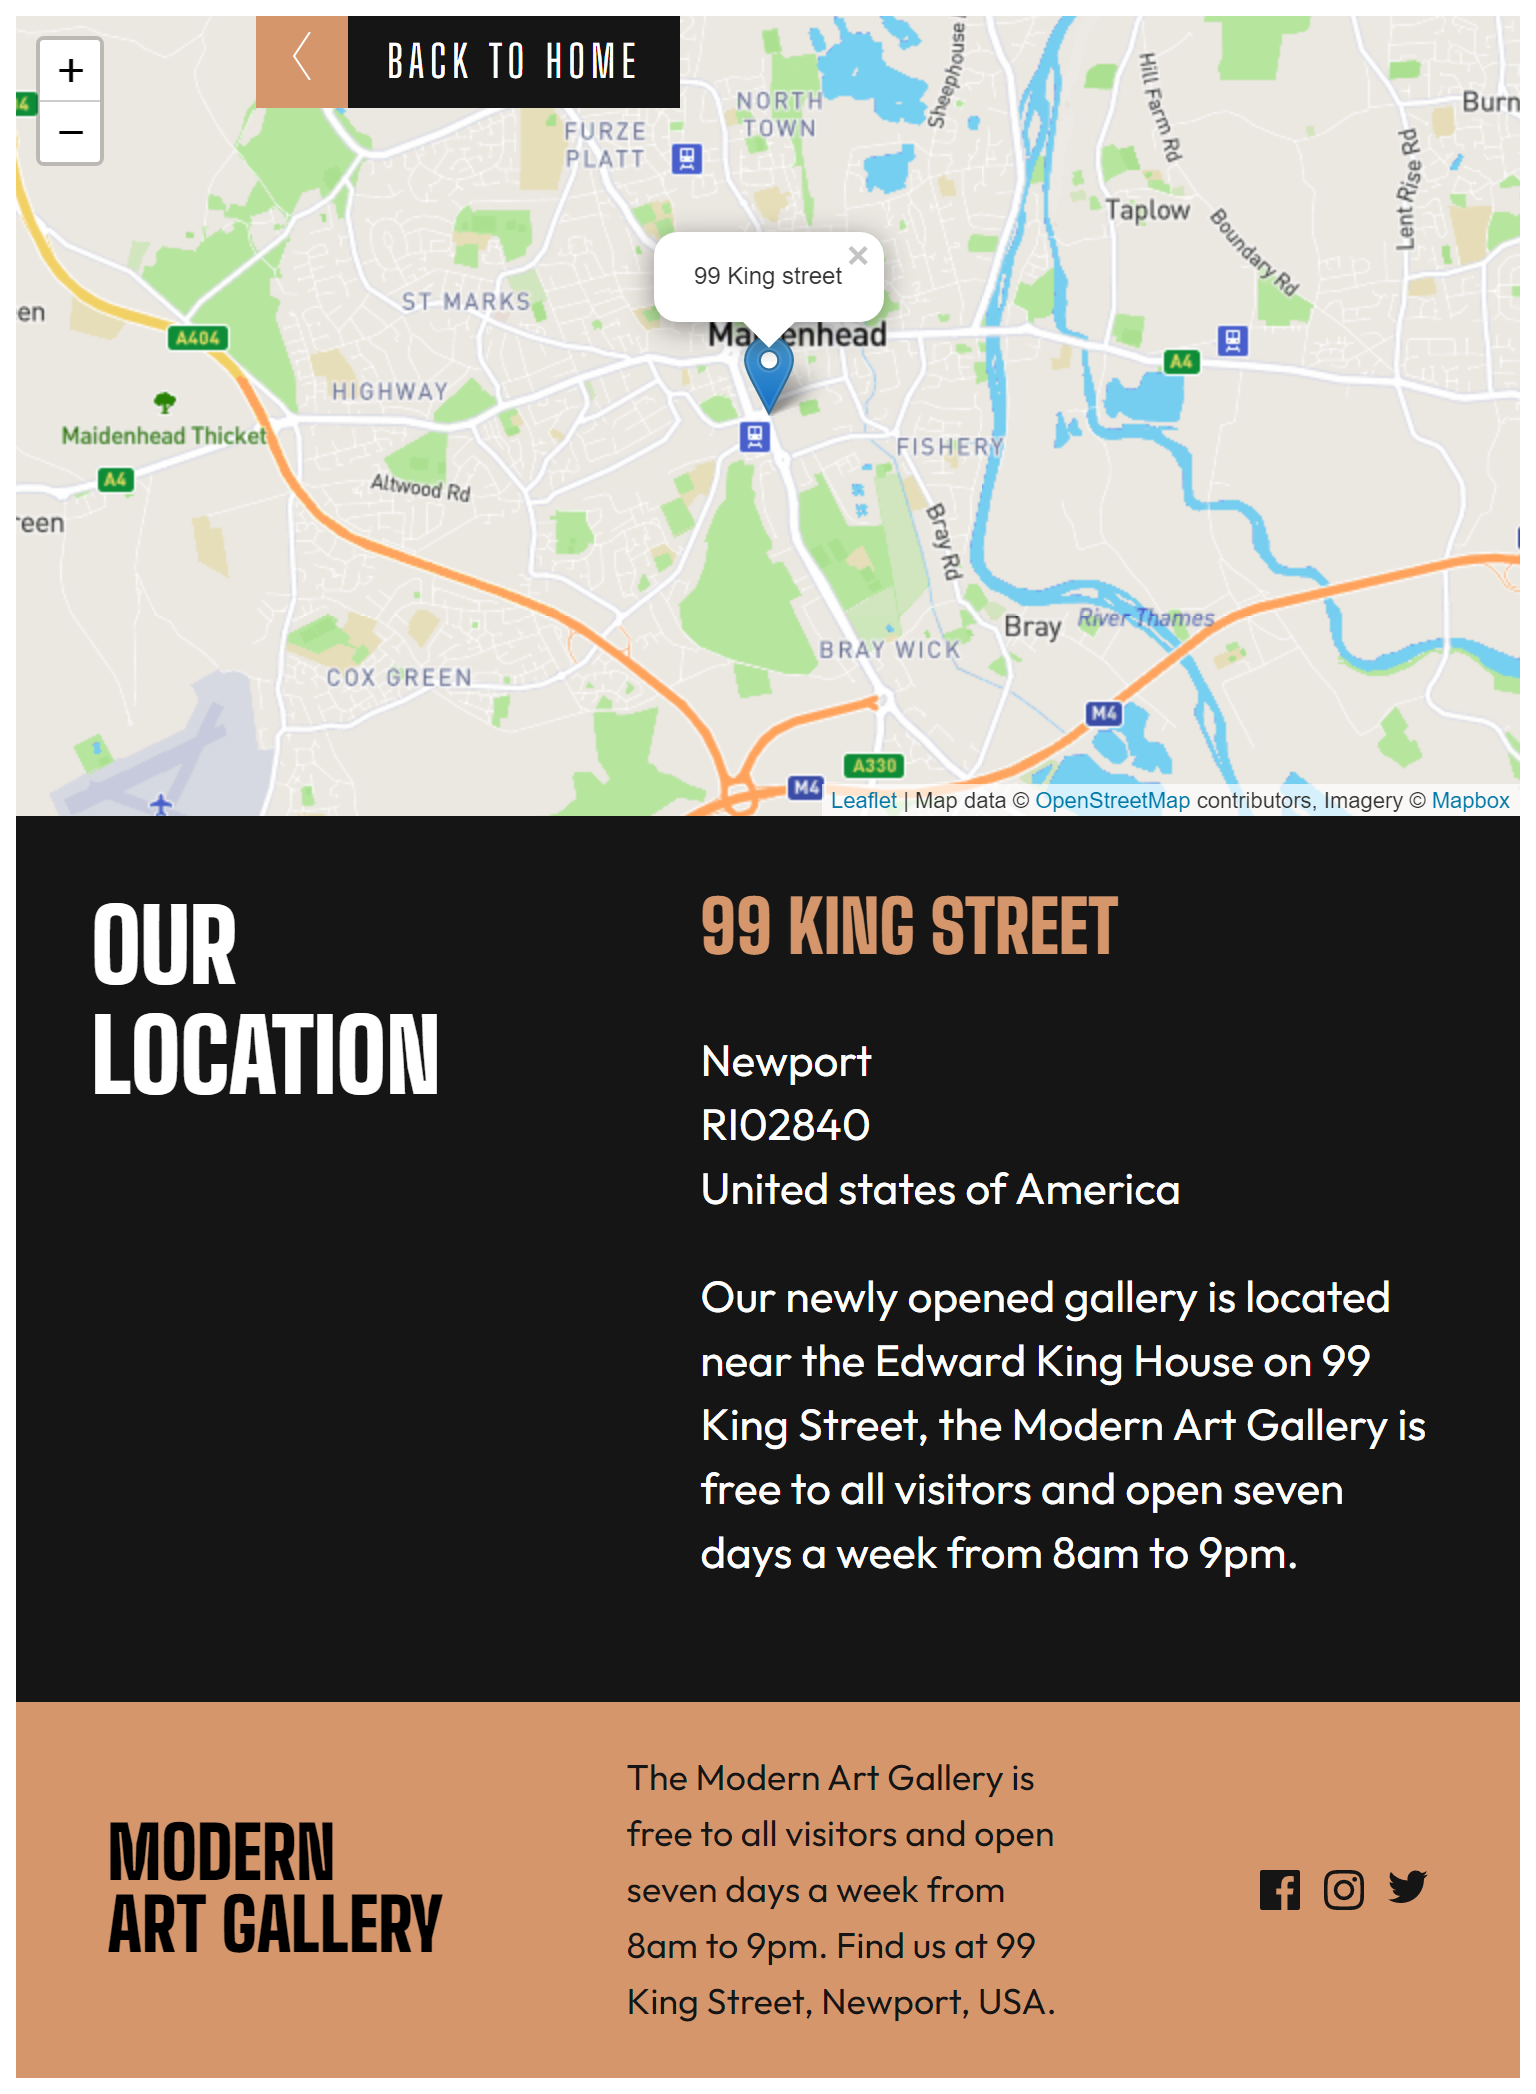 +
−
BACK TO HOME
Sheephouse
Hill Farm Rd
Burn
NORTH
TOWN
FURZE
PLATT
Lent Rise Rd
Taplow
Boundary Rd
99 King street ×
ST MARKS
en
Maidenhead
A404
A4
HIGHWAY
Maidenhead Thicket
FISHERY
A4
Altwood Rd
reen
Bray Rd
Bray
River Thames
BRAY WICK
COX GREEN
M4
A330
M4
Leaflet | Map data © OpenStreetMap contributors, Imagery © Mapbox
OUR
LOCATION
99 KING STREET
Newport
RI02840
United states of America
Our newly opened gallery is located
near the Edward King House on 99
King Street, the Modern Art Gallery is
free to all visitors and open seven
days a week from 8am to 9pm.
MODERN
ART GALLERY
The Modern Art Gallery is
free to all visitors and open
seven days a week from
8am to 9pm. Find us at 99
King Street, Newport, USA.